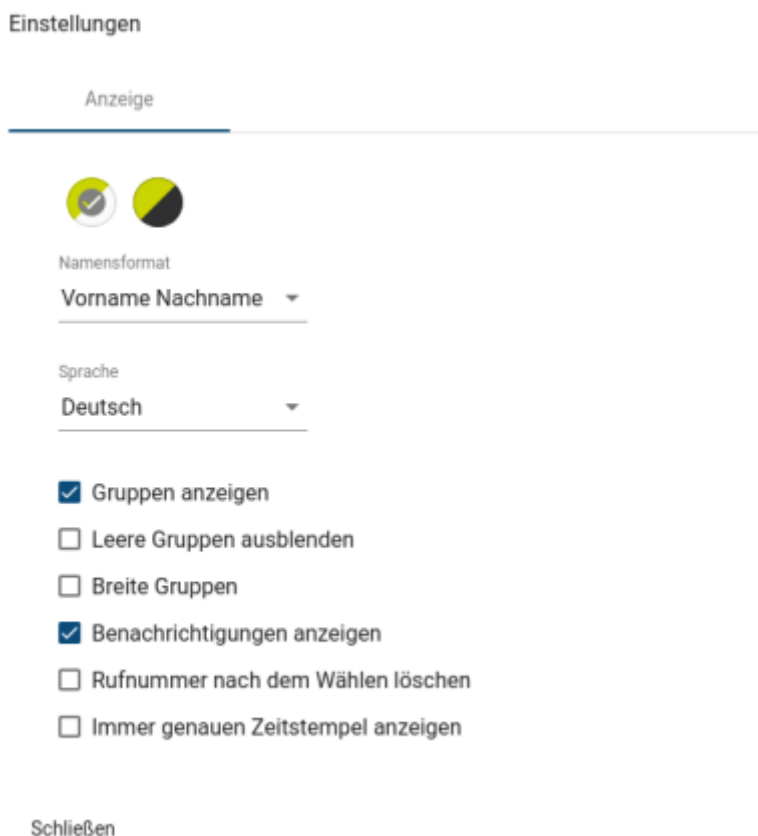 Einstellungen
Anzeige
Namensformat
Vorname Nachname
Sprache
Deutsch
Gruppen anzeigen
Leere Gruppen ausblenden
Breite Gruppen
Benachrichtigungen anzeigen
Rufnummer nach dem Wählen löschen
Immer genauen Zeitstempel anzeigen
Schließen